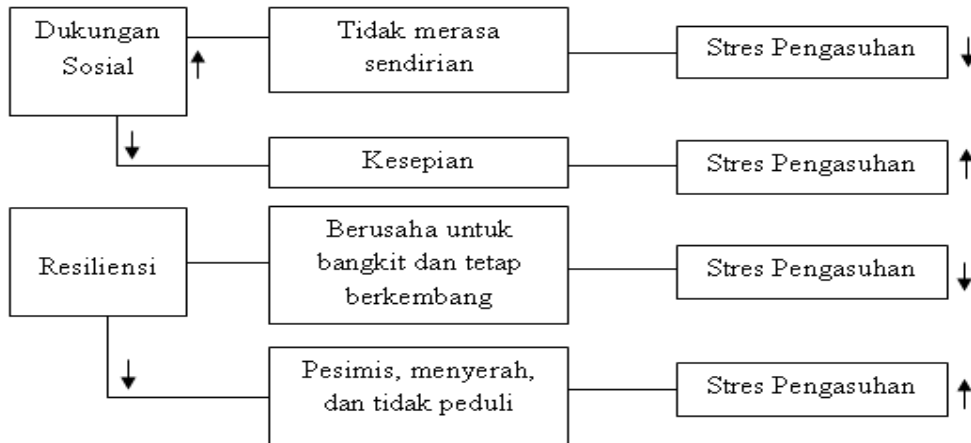 Dukungan
Sosial
Tidak merasa
sendirian
Stres Pengasuhan
Kesepian
Stres Pengasuhan
Resiliensi
Berusaha untuk
bangkit dan tetap
berkembang
Stres Pengasuhan
Pesimis, menyerah,
dan tidak peduli
Stres Pengasuhan